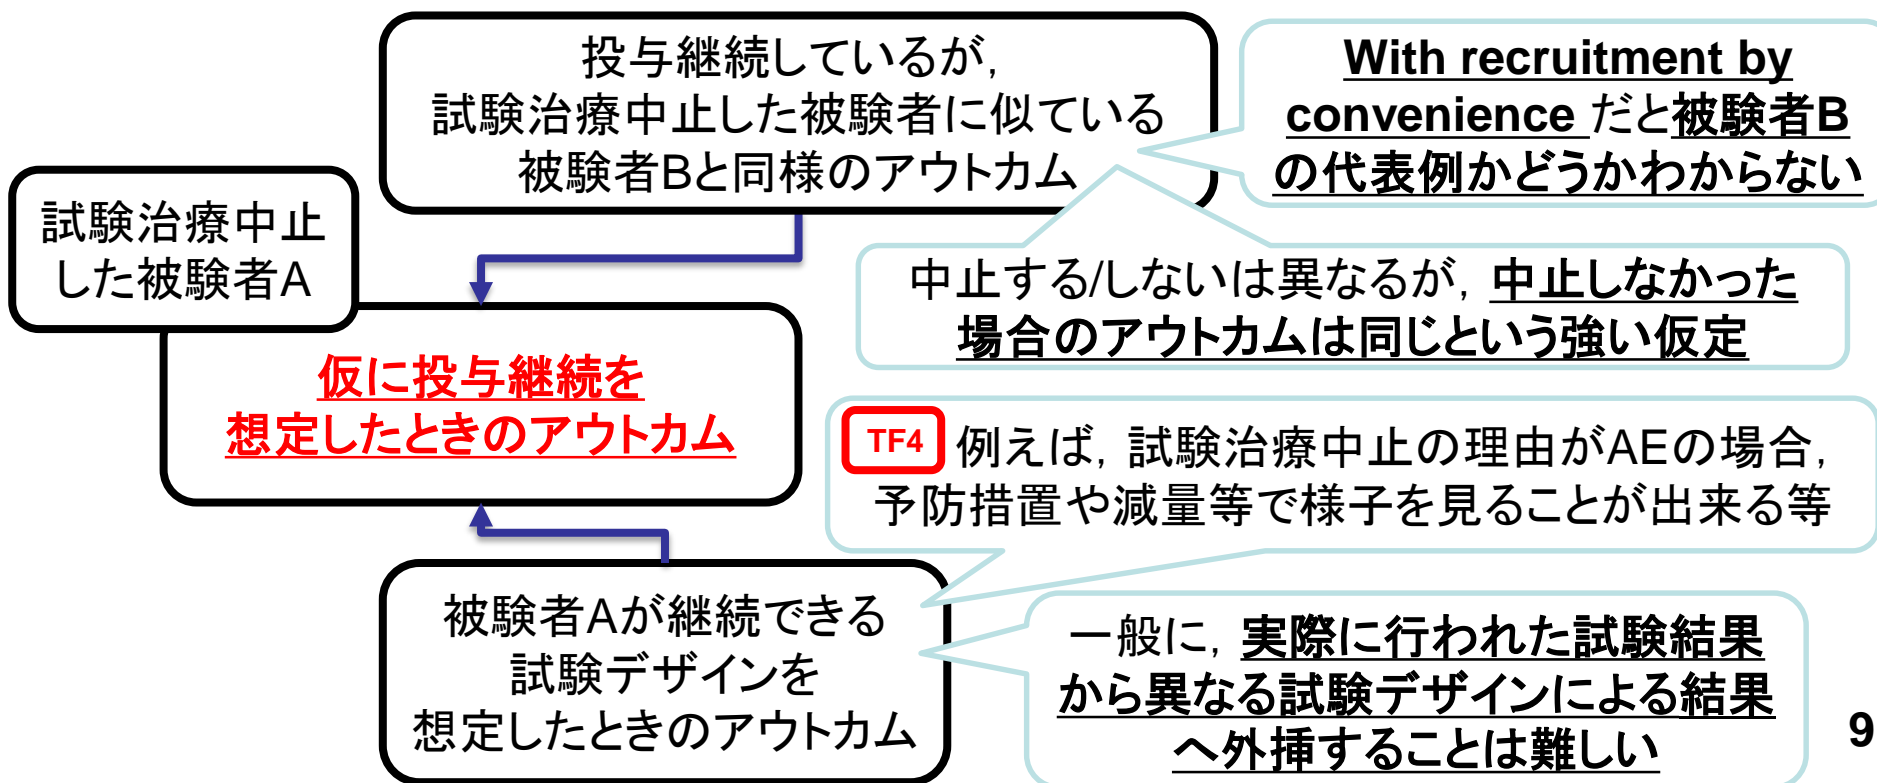 投与継続しているが,
試験治療中止した被験者に似ている
被験者Bと同様のアウトカム
With recruitment by
convenience だと被験者B
の代表例かどうかわからない
試験治療中止
した被験者A
中止する/しないは異なるが, 中止しなかった
場合のアウトカムは同じという強い仮定
仮に投与継続を
想定したときのアウトカム
TF4 例えば, 試験治療中止の理由がAEの場合,
予防措置や減量等で様子を見ることが出来る等
被験者Aが継続できる
試験デザインを
想定したときのアウトカム
一般に, 実際に行われた試験結果
から異なる試験デザインによる結果
へ外挿することは難しい
9